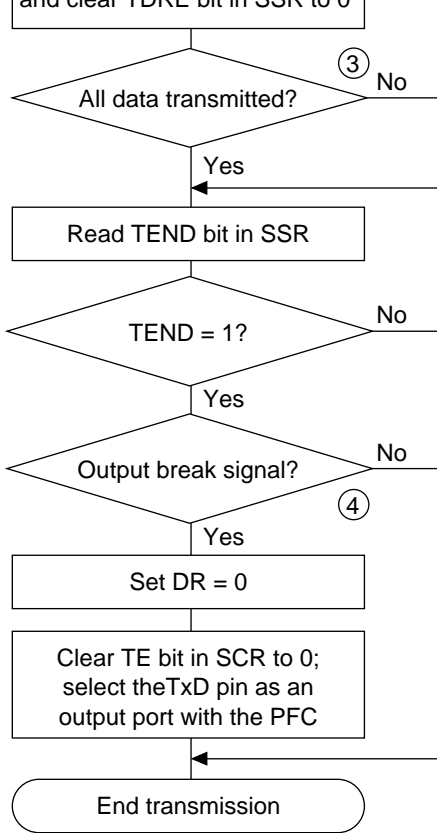 and clear TDRE bit in SSR to 0
3
All data transmitted?
No
Yes
Read TEND bit in SSR
TEND = 1?
No
Yes
Output break signal?
No
4
Yes
Set DR = 0
Clear TE bit in SCR to 0;
select theTxD pin as an
output port with the PFC
End transmission